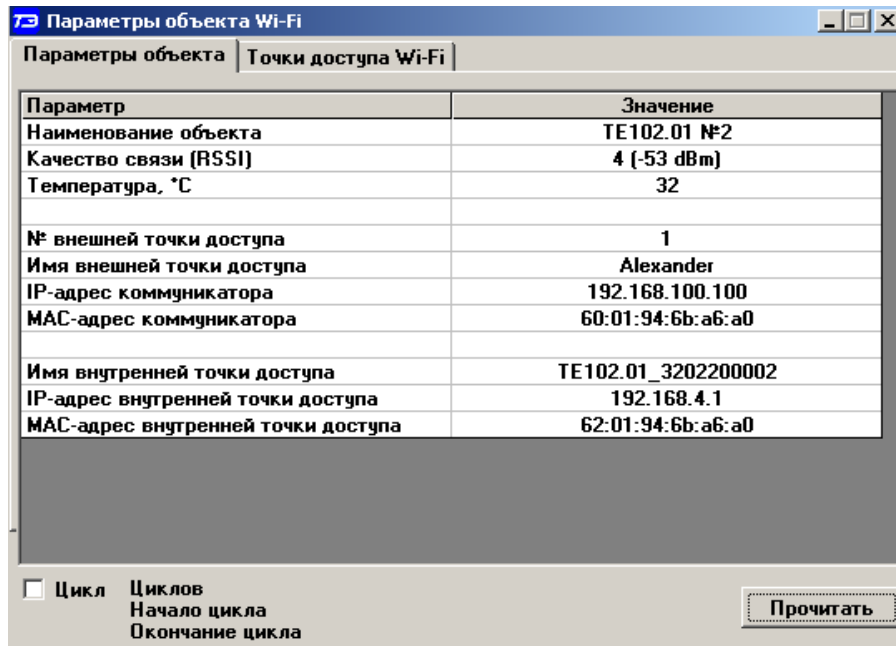 ТЭ Параметры объекта Wi-Fi
Параметры объекта Точки доступа Wi-Fi
Параметр Значение
Наименование объекта TE102.01 №2
Качество связи (RSSI) 4 (-53 dBm)
Температура, °С 32
№ внешней точки доступа 1
Имя внешней точки доступа Alexander
IP-адрес коммуникатора 192.168.100.100
MAC-адрес коммуникатора 60:01:94:6b:a6:a0
Имя внутренней точки доступа TE102.01_3202200002
IP-адрес внутренней точки доступа 192.168.4.1
MAC-адрес внутренней точки доступа 62:01:94:6b:a6:a0
Цикл Циклов
Начало цикла
Прочитать
Окончание цикла